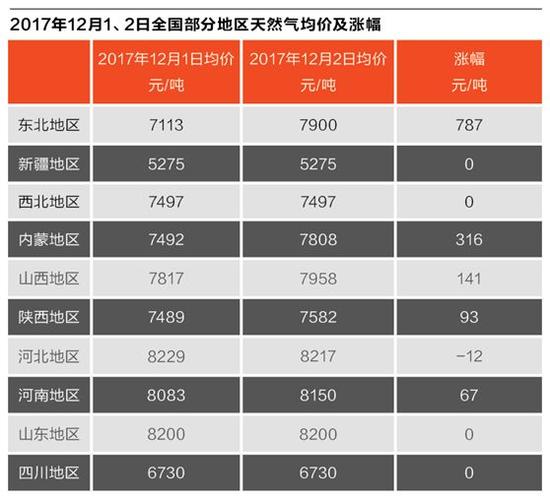 2017年12月1、2日全国部分地区天然气均价及涨幅
2017年12月1日均价 2017年12月2日均价 涨幅
元/吨 元/吨 元/吨
东北地区 7113 7900 787
新疆地区 5275 5275 0
西北地区 7497 7497 0
内蒙地区 7492 7808 316
山西地区 7817 7958 141
陕西地区 7489 7582 93
河北地区 8229 8217 -12
河南地区 8083 8150 67
山东地区 8200 8200 0
四川地区 6730 6730 0